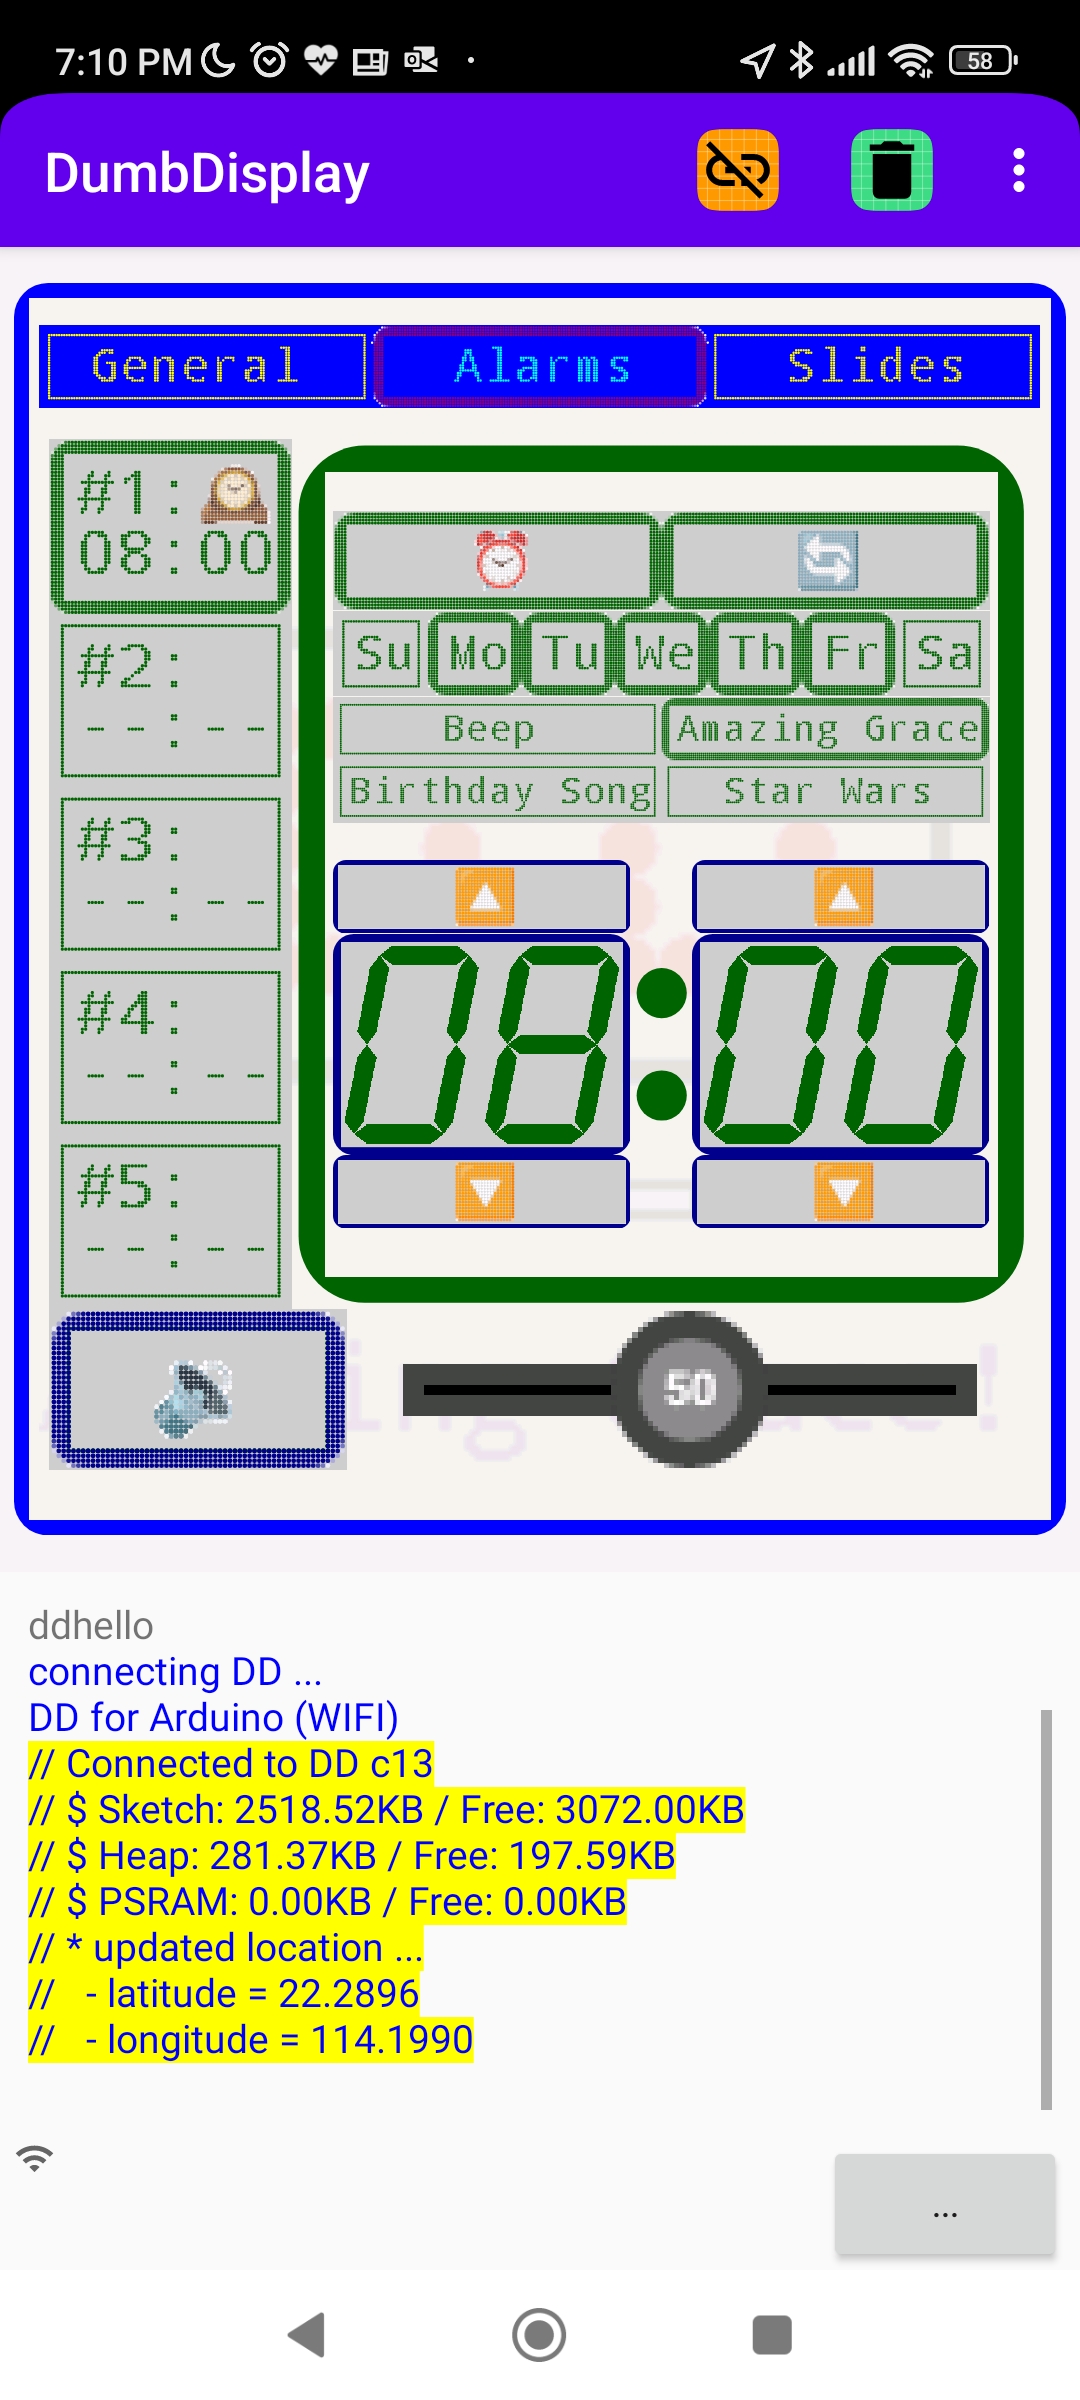 7:10 PM
58
DumbDisplay
General Alarms Slides
#1:
08:00
#2:
--:--
#3:
--:--
#4:
--:--
#5:
--:--
Su Mo Tu We Th Fr Sa
Beep Amazing Grace
Birthday Song Star Wars
08:00
50
ddhello
connecting DD ...
DD for Arduino (WIFI)
// Connected to DD c13
// $ Sketch: 2518.52KB / Free: 3072.00KB
// $ Heap: 281.37KB / Free: 197.59KB
// $ PSRAM: 0.00KB / Free: 0.00KB
// * updated location ...
//   - latitude = 22.2896
//   - longitude = 114.1990
...